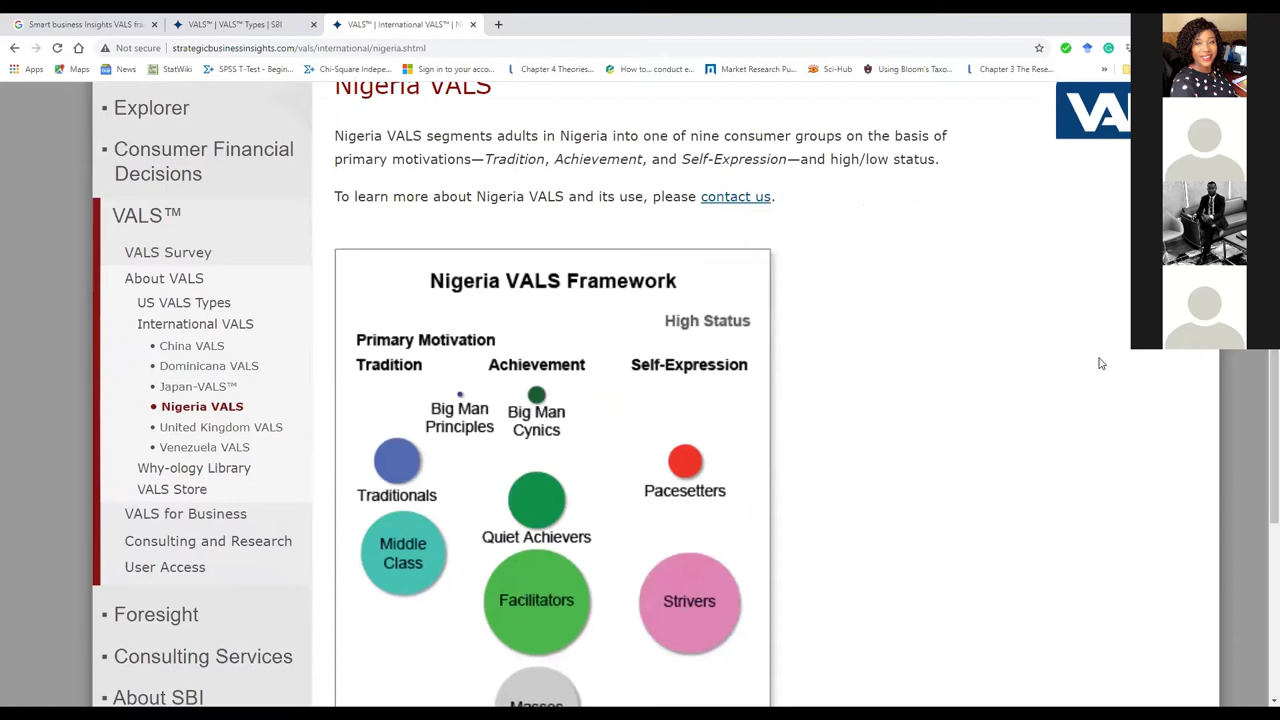 Smart business Insights VALS fra
VALS™ | VALS™ Types | SBI
VALS™ | International VALS™ | N
Not secure
strategicbusinessinsights.com/vals/international/nigeria.shtml
Apps
Maps
News
StatWiki
SPSS T-Test - Begin...
Chi-Square Indepe...
Sign in to your acco...
Chapter 4 Theories...
How to... conduct e...
Market Research Pu...
Sci-Hub
Using Bloom's Taxo...
Chapter 3 The Rese...
»
Explorer
Consumer Financial
Decisions
VALS™
VALS Survey
About VALS
US VALS Types
International VALS
• China VALS
• Dominicana VALS
• Japan-VALS™
• Nigeria VALS
• United Kingdom VALS
• Venezuela VALS
Why-ology Library
VALS Store
VALS for Business
Consulting and Research
User Access
Foresight
Consulting Services
About SBI
Nigeria VALS
VA
Nigeria VALS segments adults in Nigeria into one of nine consumer groups on the basis of
primary motivations—Tradition, Achievement, and Self-Expression—and high/low status.
To learn more about Nigeria VALS and its use, please contact us.
Nigeria VALS Framework
High Status
Primary Motivation
Tradition
Achievement
Self-Expression
Big Man
Principles
Big Man
Cynics
Traditionals
Pacesetters
Quiet Achievers
Middle
Class
Facilitators
Strivers
Masses